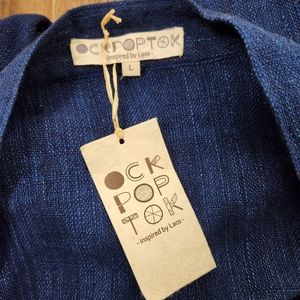 OCKPOPTOK
- Inspired by Laos -
L
OCK
POP
TOK
- Inspired by Laos -